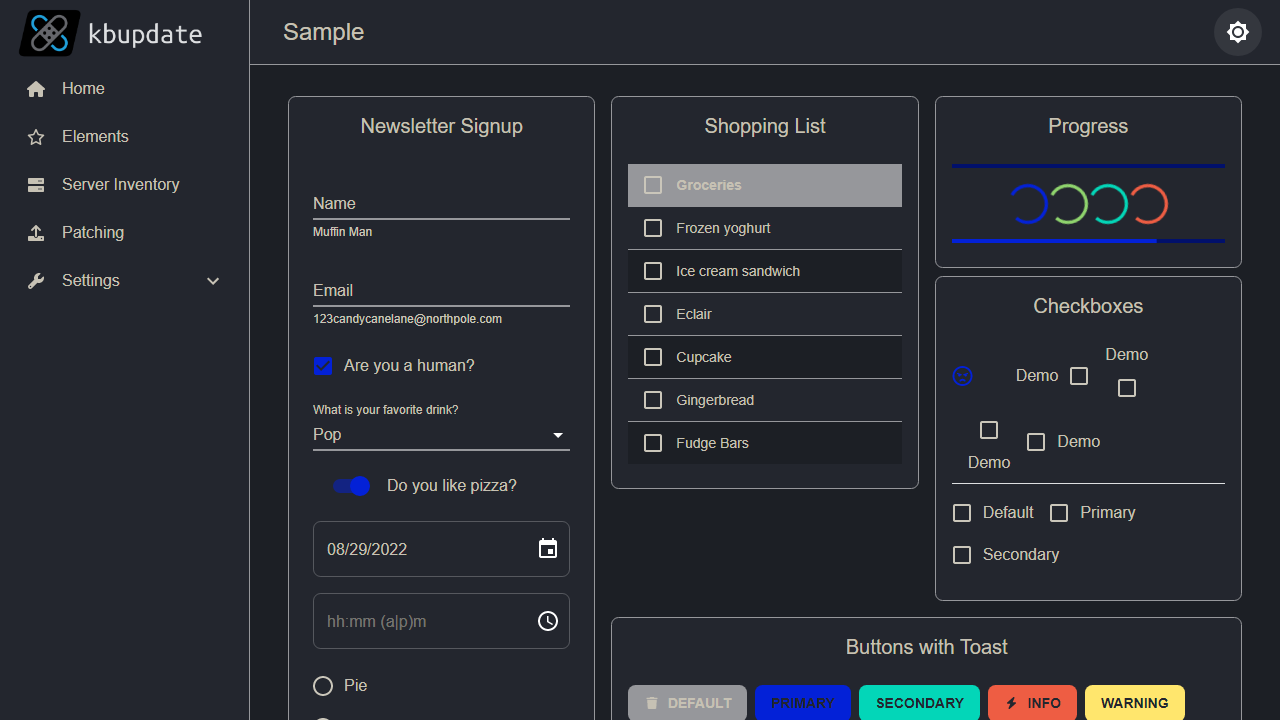 kbupdate
Sample
Home
Elements
Server Inventory
Patching
Settings
Newsletter Signup
Name
Muffin Man
Email
123candycanelane@northpole.com
Are you a human?
What is your favorite drink?
Pop
Do you like pizza?
08/29/2022
hh:mm (a|p)m
Pie
Shopping List
Groceries
Frozen yoghurt
Ice cream sandwich
Eclair
Cupcake
Gingerbread
Fudge Bars
Progress
Checkboxes
Demo
Demo
Demo
Demo
Default
Primary
Secondary
Buttons with Toast
DEFAULT
PRIMARY
SECONDARY
INFO
WARNING